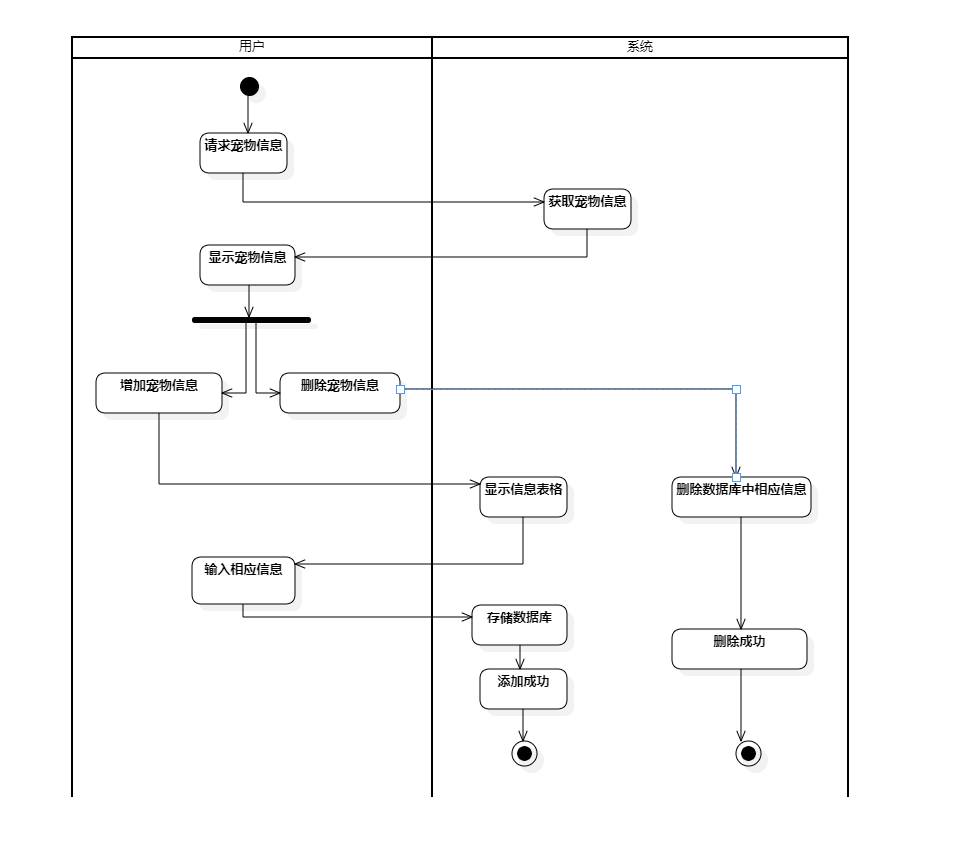 用户
系统
请求宠物信息
获取宠物信息
显示宠物信息
增加宠物信息
删除宠物信息
显示信息表格
删除数据库中相应信息
输入相应信息
存储数据库
删除成功
添加成功